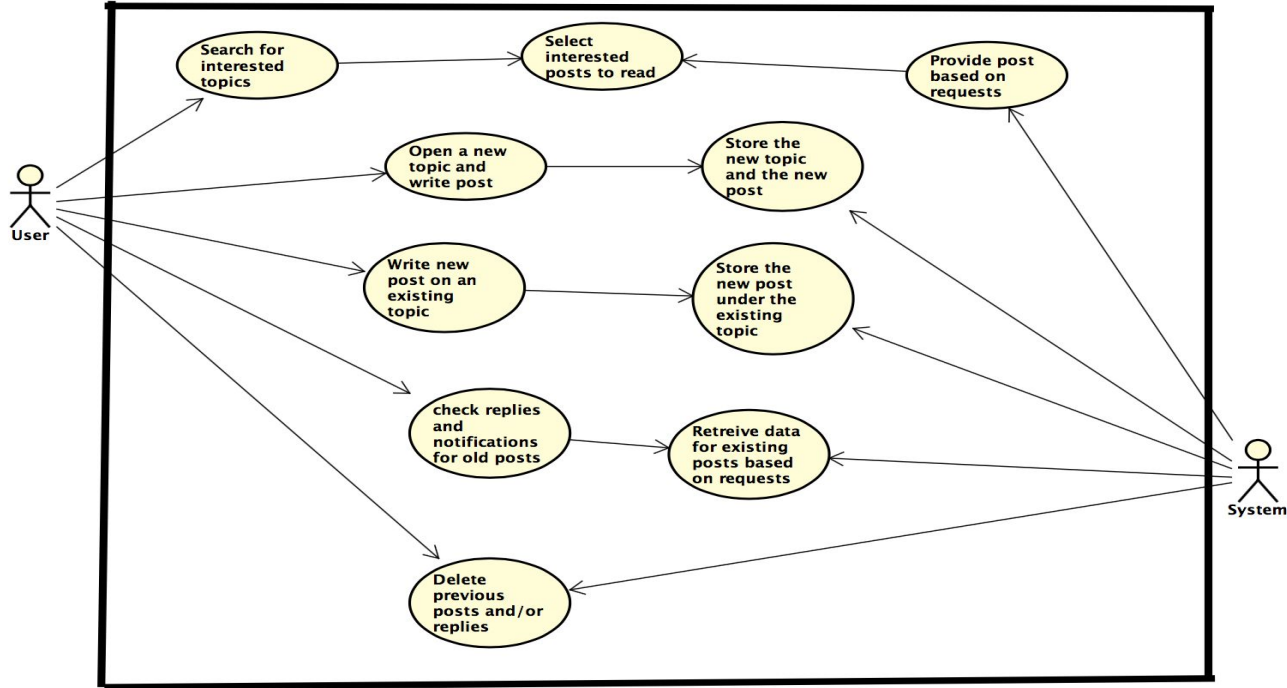 Search for
interested
topics
Select
interested
posts to read
Provide post
based on
requests
Open a new
topic and
write post
Store the
new topic
and the new
post
User
Write new
post on an
existing
topic
Store the
new post
under the
existing
topic
check replies
and
notifications
for old posts
Retreive data
for existing
posts based
on requests
System
Delete
previous
posts and/or
replies